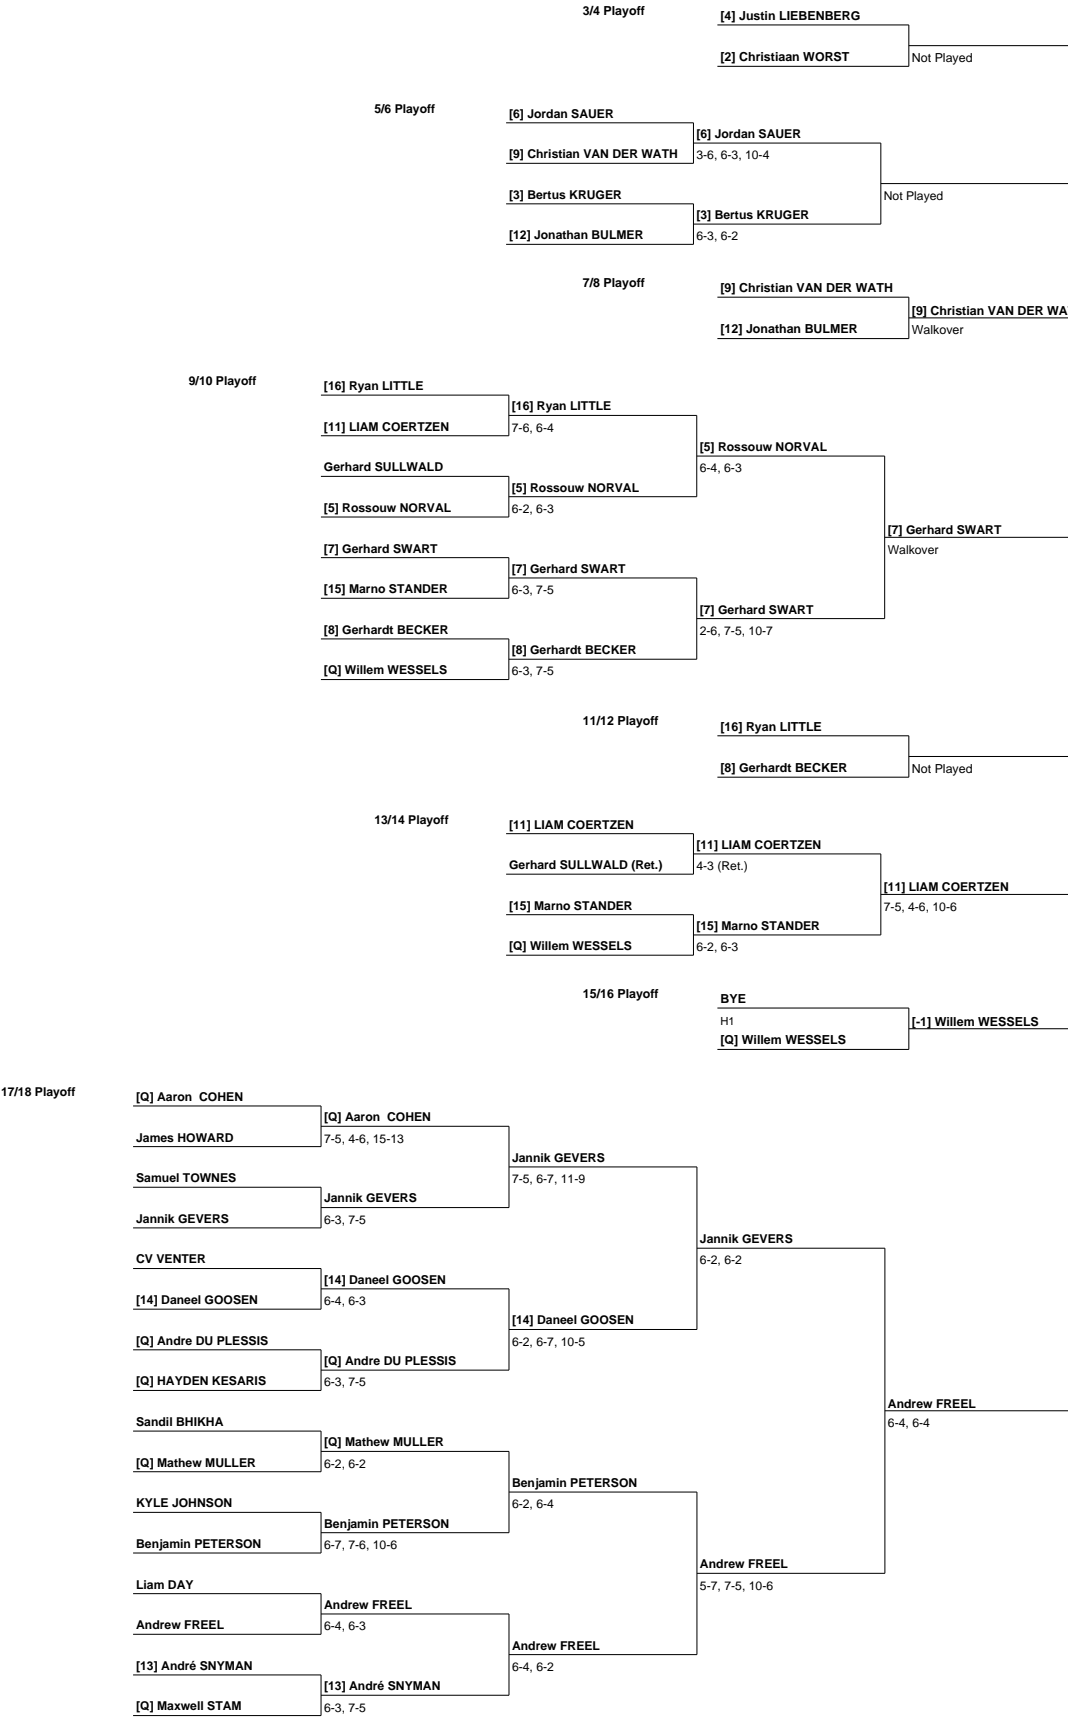 3/4 Playoff
[4] Justin LIEBENBERG
[2] Christiaan WORST
Not Played
5/6 Playoff
[6] Jordan SAUER
[6] Jordan SAUER
[9] Christian VAN DER WATH
3-6, 6-3, 10-4
Not Played
[3] Bertus KRUGER
[3] Bertus KRUGER
[12] Jonathan BULMER
6-3, 6-2
7/8 Playoff
[9] Christian VAN DER WATH
[9] Christian VAN DER WA
[12] Jonathan BULMER
Walkover
9/10 Playoff
[16] Ryan LITTLE
[16] Ryan LITTLE
[11] LIAM COERTZEN
7-6, 6-4
[5] Rossouw NORVAL
6-4, 6-3
Gerhard SULLWALD
[5] Rossouw NORVAL
[5] Rossouw NORVAL
6-2, 6-3
[7] Gerhard SWART
Walkover
[7] Gerhard SWART
[7] Gerhard SWART
[15] Marno STANDER
6-3, 7-5
[7] Gerhard SWART
2-6, 7-5, 10-7
[8] Gerhardt BECKER
[8] Gerhardt BECKER
[Q] Willem WESSELS
6-3, 7-5
11/12 Playoff
[16] Ryan LITTLE
[8] Gerhardt BECKER
Not Played
13/14 Playoff
[11] LIAM COERTZEN
[11] LIAM COERTZEN
Gerhard SULLWALD (Ret.)
4-3 (Ret.)
[11] LIAM COERTZEN
7-5, 4-6, 10-6
[15] Marno STANDER
[15] Marno STANDER
[Q] Willem WESSELS
6-2, 6-3
15/16 Playoff
BYE
H1
[-1] Willem WESSELS
[Q] Willem WESSELS
17/18 Playoff
[Q] Aaron  COHEN
[Q] Aaron  COHEN
James HOWARD
7-5, 4-6, 15-13
Jannik GEVERS
7-5, 6-7, 11-9
Samuel TOWNES
Jannik GEVERS
Jannik GEVERS
6-3, 7-5
Jannik GEVERS
6-2, 6-2
CV VENTER
[14] Daneel GOOSEN
[14] Daneel GOOSEN
6-4, 6-3
[14] Daneel GOOSEN
6-2, 6-7, 10-5
[Q] Andre DU PLESSIS
[Q] Andre DU PLESSIS
[Q] HAYDEN KESARIS
6-3, 7-5
Andrew FREEL
6-4, 6-4
Sandil BHIKHA
[Q] Mathew MULLER
[Q] Mathew MULLER
6-2, 6-2
Benjamin PETERSON
6-2, 6-4
KYLE JOHNSON
Benjamin PETERSON
Benjamin PETERSON
6-7, 7-6, 10-6
Andrew FREEL
5-7, 7-5, 10-6
Liam DAY
Andrew FREEL
Andrew FREEL
6-4, 6-3
Andrew FREEL
6-4, 6-2
[13] André SNYMAN
[13] André SNYMAN
[Q] Maxwell STAM
6-3, 7-5